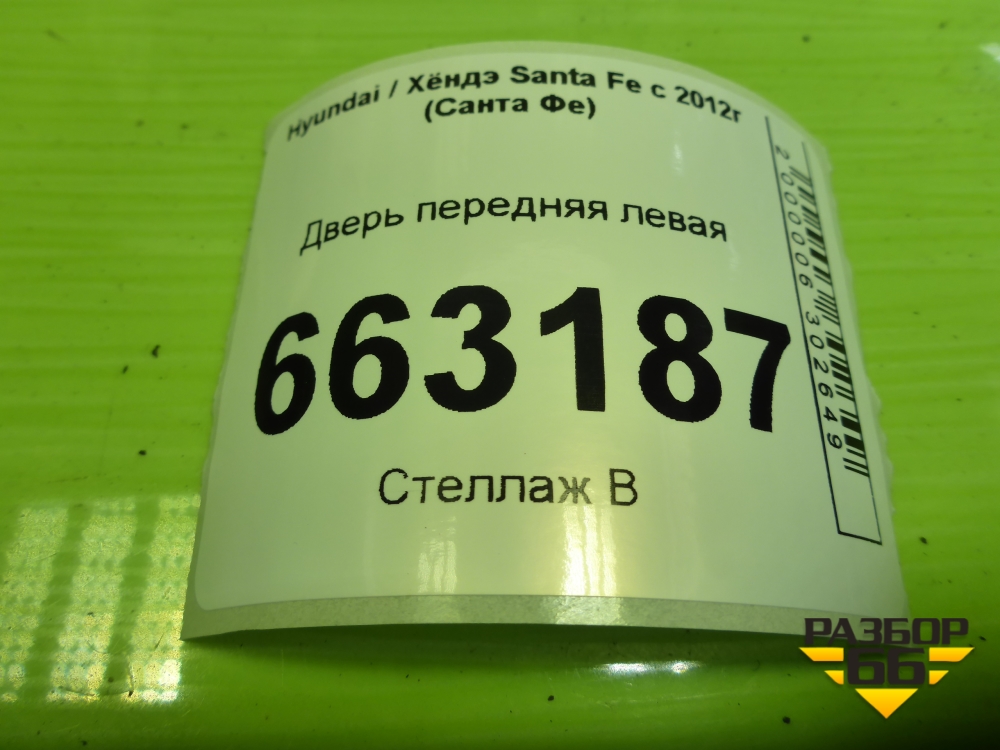 Hyundai / Хёндэ Santa Fe с 2012г
(Санта Фе)
Дверь передняя левая
663187
Стеллаж В
2000006302649
РАЗБОР
66